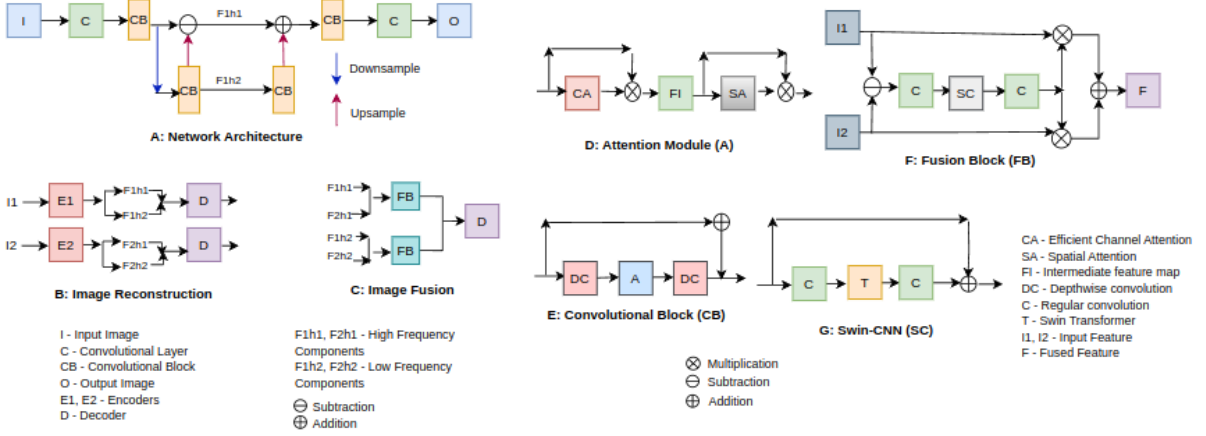 I
C
CB
F1h1
CB
C
O
CB
F1h2
CB
Downsample
Upsample
A: Network Architecture
CA
FI
SA
D: Attention Module (A)
I1
C
SC
C
F
I2
F: Fusion Block (FB)
I1
E1
F1h1
F1h2
D
I2
E2
F2h1
F2h2
D
B: Image Reconstruction
F1h1
F2h1
FB
D
F1h2
F2h2
FB
C: Image Fusion
DC
A
DC
E: Convolutional Block (CB)
C
T
C
G: Swin-CNN (SC)
CA - Efficient Channel Attention
SA - Spatial Attention
FI - Intermediate feature map
DC - Depthwise convolution
C - Regular convolution
T - Swin Transformer
I1, I2 - Input Feature
F - Fused Feature
I - Input Image
C - Convolutional Layer
CB - Convolutional Block
O - Output Image
E1, E2 - Encoders
D - Decoder
F1h1, F2h1 - High Frequency
Components
F1h2, F2h2 - Low Frequency
Components
Subtraction
Addition
Multiplication
Subtraction
Addition